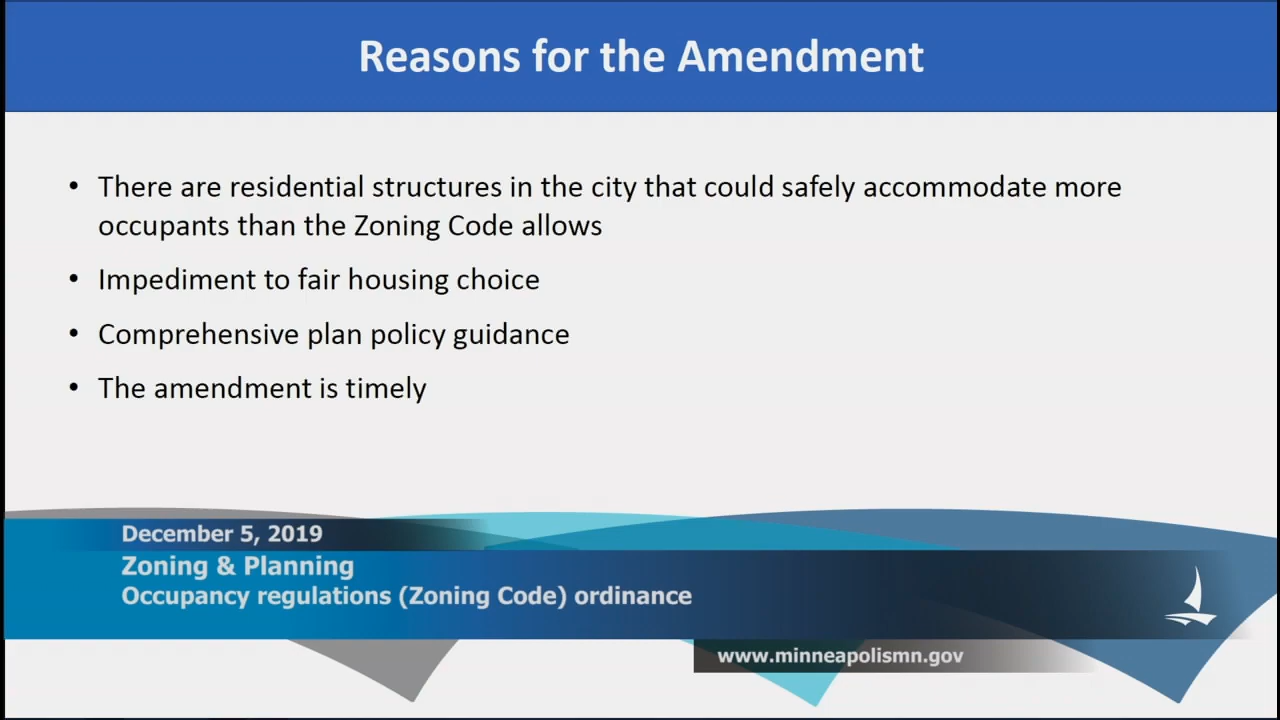 Reasons for the Amendment
• There are residential structures in the city that could safely accommodate more
occupants than the Zoning Code allows
• Impediment to fair housing choice
• Comprehensive plan policy guidance
• The amendment is timely
December 5, 2019
Zoning & Planning
Occupancy regulations (Zoning Code) ordinance
www.minneapolismn.gov